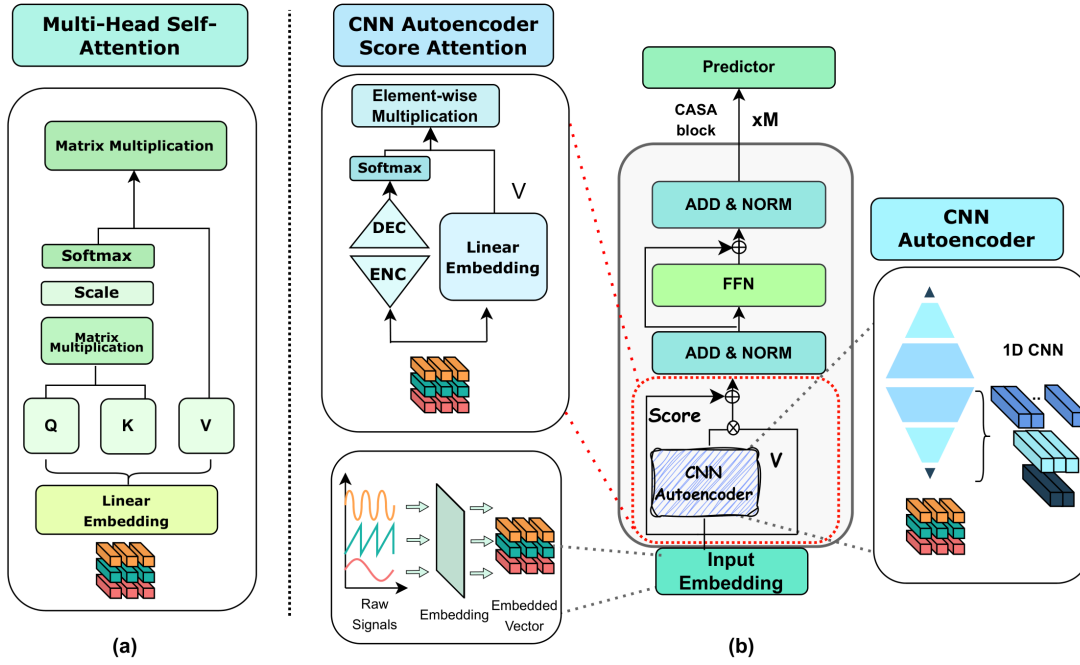 Multi-Head Self-
Attention
Matrix Multiplication
Softmax
Scale
Matrix
Multiplication
Q
K
V
Linear
Embedding
(a)
CNN Autoencoder
Score Attention
Element-wise
Multiplication
Softmax
V
DEC
ENC
Linear
Embedding
Raw
Signals
Embedding
Embedded
Vector
Predictor
CASA
block
xM
ADD & NORM
FFN
ADD & NORM
Score
V
CNN
Autoencoder
Input
Embedding
(b)
CNN
Autoencoder
1D CNN